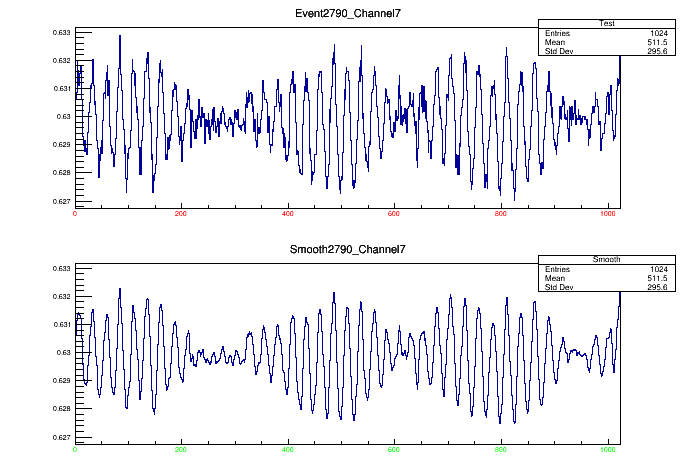 Event2790_Channel7
Test
Entries 1024
Mean 511.5
Std Dev 295.6
0.633
0.632
0.631
0.63
0.629
0.628
0.627
0 200 400 600 800 1000
Smooth2790_Channel7
Smooth
Entries 1024
Mean 511.5
Std Dev 295.6
0.633
0.632
0.631
0.63
0.629
0.628
0.627
0 200 400 600 800 1000